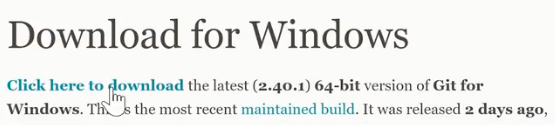 Download for Windows
Click here to download the latest (2.40.1) 64-bit version of Git for
Windows. the most recent maintained build. It was released 2 days ago,